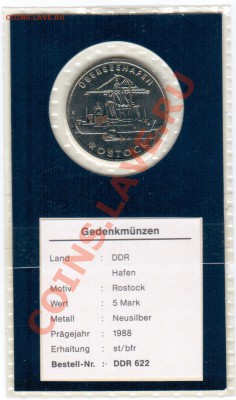 COINS.LAVE.RU
ÜBERSEEHAFEN
ROSTOCK
Gedenkmünzen
Land : DDR
Hafen
Motiv : Rostock
Wert : 5 Mark
Metall : Neusilber
Prägejahr : 1988
Erhaltung : st/bfr
Bestell-Nr. : DDR 622